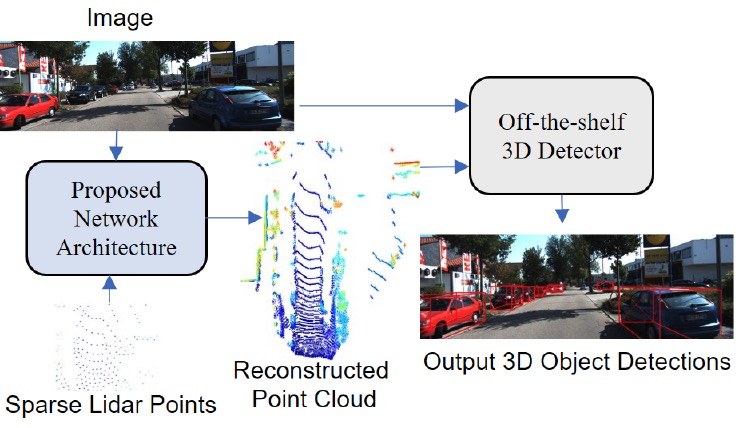 Image
Proposed
Network
Architecture
Off-the-shelf
3D Detector
Sparse Lidar Points
Reconstructed
Point Cloud
Output 3D Object Detections